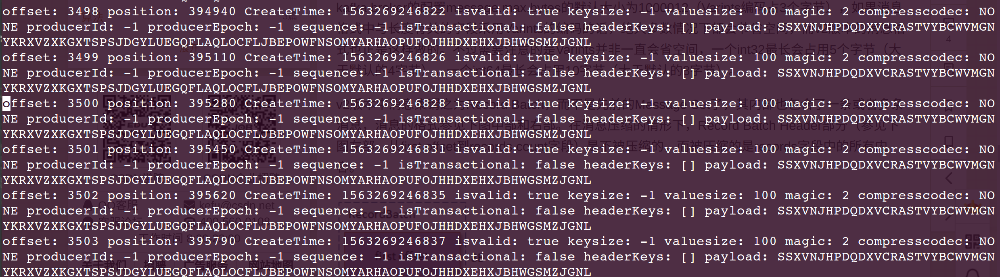 offset: 3498 position: 394940 CreateTime: 1563269246822 isvalid: true keysize: -1 valuesize: 100 magic: 2 compresscodec: NO
NE producerId: -1 producerEpoch: -1 sequence: -1 isTransactional: false headerKeys: [] payload: SSXVNJHPDQDXVCRASTVYBCWVMGN
YKRXVZXKGXTSPSJDGYLUEGQFLAQLOCFLJBEPOWFNSOMYARHAOPUFOJHHDXEHXJBHWGSMZJGNL
offset: 3499 position: 395110 CreateTime: 1563269246826 isvalid: true keysize: -1 valuesize: 100 magic: 2 compresscodec: NO
NE producerId: -1 producerEpoch: -1 sequence: -1 isTransactional: false headerKeys: [] payload: SSXVNJHPDQDXVCRASTVYBCWVMGN
YKRXVZXKGXTSPSJDGYLUEGQFLAQLOCFLJBEPOWFNSOMYARHAOPUFOJHHDXEHXJBHWGSMZJGNL
offset: 3500 position: 395280 CreateTime: 1563269246828 isvalid: true keysize: -1 valuesize: 100 magic: 2 compresscodec: NO
NE producerId: -1 producerEpoch: -1 sequence: -1 isTransactional: false headerKeys: [] payload: SSXVNJHPDQDXVCRASTVYBCWVMGN
YKRXVZXKGXTSPSJDGYLUEGQFLAQLOCFLJBEPOWFNSOMYARHAOPUFOJHHDXEHXJBHWGSMZJGNL
offset: 3501 position: 395450 CreateTime: 1563269246831 isvalid: true keysize: -1 valuesize: 100 magic: 2 compresscodec: NO
NE producerId: -1 producerEpoch: -1 sequence: -1 isTransactional: false headerKeys: [] payload: SSXVNJHPDQDXVCRASTVYBCWVMGN
YKRXVZXKGXTSPSJDGYLUEGQFLAQLOCFLJBEPOWFNSOMYARHAOPUFOJHHDXEHXJBHWGSMZJGNL
offset: 3502 position: 395620 CreateTime: 1563269246835 isvalid: true keysize: -1 valuesize: 100 magic: 2 compresscodec: NO
NE producerId: -1 producerEpoch: -1 sequence: -1 isTransactional: false headerKeys: [] payload: SSXVNJHPDQDXVCRASTVYBCWVMGN
YKRXVZXKGXTSPSJDGYLUEGQFLAQLOCFLJBEPOWFNSOMYARHAOPUFOJHHDXEHXJBHWGSMZJGNL
offset: 3503 position: 395790 CreateTime: 1563269246837 isvalid: true keysize: -1 valuesize: 100 magic: 2 compresscodec: NO
NE producerId: -1 producerEpoch: -1 sequence: -1 isTransactional: false headerKeys: [] payload: SSXVNJHPDQDXVCRASTVYBCWVMGN
YKRXVZXKGXTSPSJDGYLUEGQFLAQLOCFLJBEPOWFNSOMYARHAOPUFOJHHDXEHXJBHWGSMZJGNL